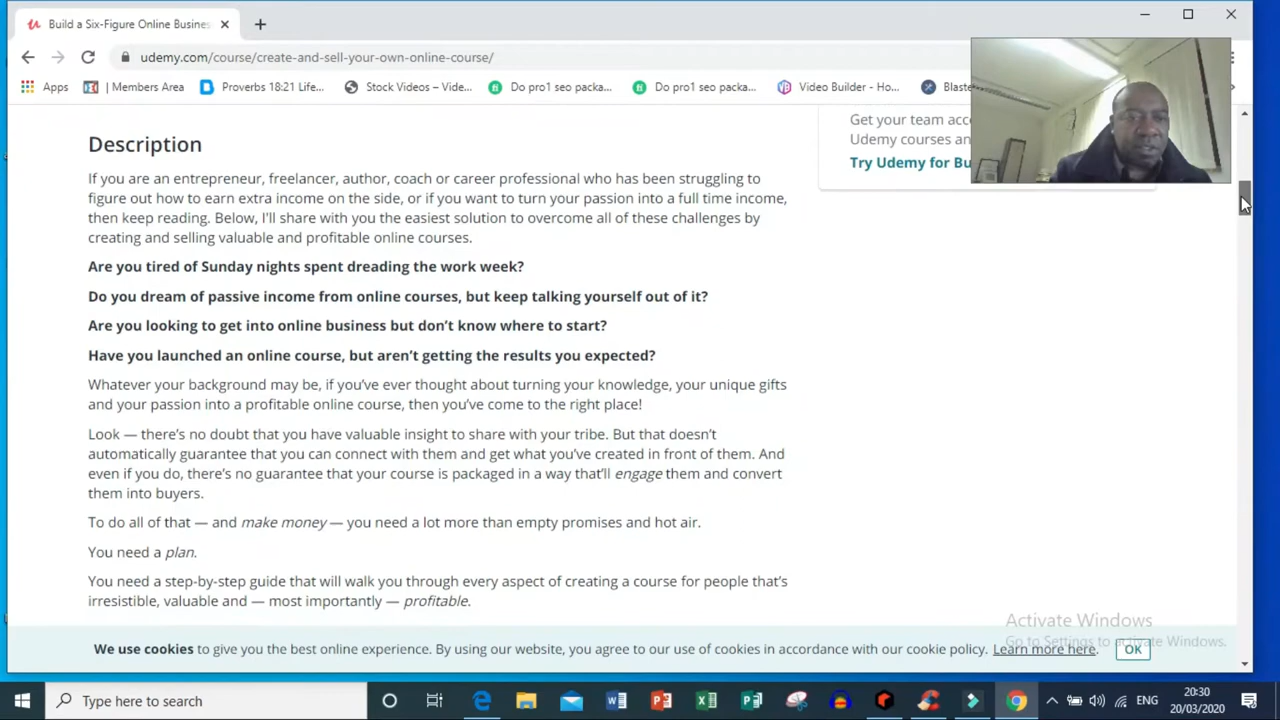 Build a Six-Figure Online Busines
udemy.com/course/create-and-sell-your-own-online-course/
Apps
| Members Area
Proverbs 18:21 Life...
Stock Videos – Vide...
Do pro1 seo packa...
Do pro1 seo packa...
Video Builder - Ho...
Blaste
Get your team acc
Udemy courses an
Try Udemy for Bu
Description
If you are an entrepreneur, freelancer, author, coach or career professional who has been struggling to
figure out how to earn extra income on the side, or if you want to turn your passion into a full time income,
then keep reading. Below, I'll share with you the easiest solution to overcome all of these challenges by
creating and selling valuable and profitable online courses.
Are you tired of Sunday nights spent dreading the work week?
Do you dream of passive income from online courses, but keep talking yourself out of it?
Are you looking to get into online business but don't know where to start?
Have you launched an online course, but aren't getting the results you expected?
Whatever your background may be, if you've ever thought about turning your knowledge, your unique gifts
and your passion into a profitable online course, then you've come to the right place!
Look — there's no doubt that you have valuable insight to share with your tribe. But that doesn't
automatically guarantee that you can connect with them and get what you've created in front of them. And
even if you do, there's no guarantee that your course is packaged in a way that'll engage them and convert
them into buyers.
To do all of that — and make money — you need a lot more than empty promises and hot air.
You need a plan.
You need a step-by-step guide that will walk you through every aspect of creating a course for people that's
irresistible, valuable and — most importantly — profitable.
Activate Windows
Go to Settings to activate Windows.
We use cookies to give you the best online experience. By using our website, you agree to our use of cookies in accordance with our cookie policy. Learn more here. OK
Type here to search
ENG
20:30
20/03/2020